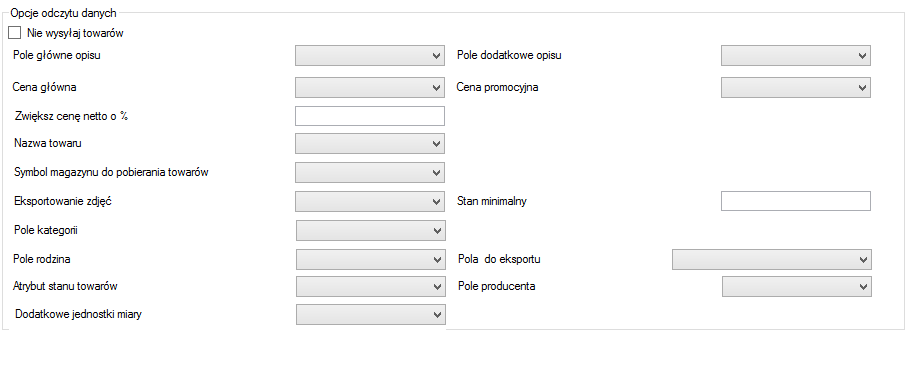 Opcje odczytu danych
Nie wysyłaj towarów
Pole główne opisu Pole dodatkowe opisu
Cena główna Cena promocyjna
Zwiększ cenę netto o %
Nazwa towaru
Symbol magazynu do pobierania towarów
Eksportowanie zdjęć Stan minimalny
Pole kategorii
Pole rodzina Pola do eksportu
Atrybut stanu towarów Pole producenta
Dodatkowe jednostki miary